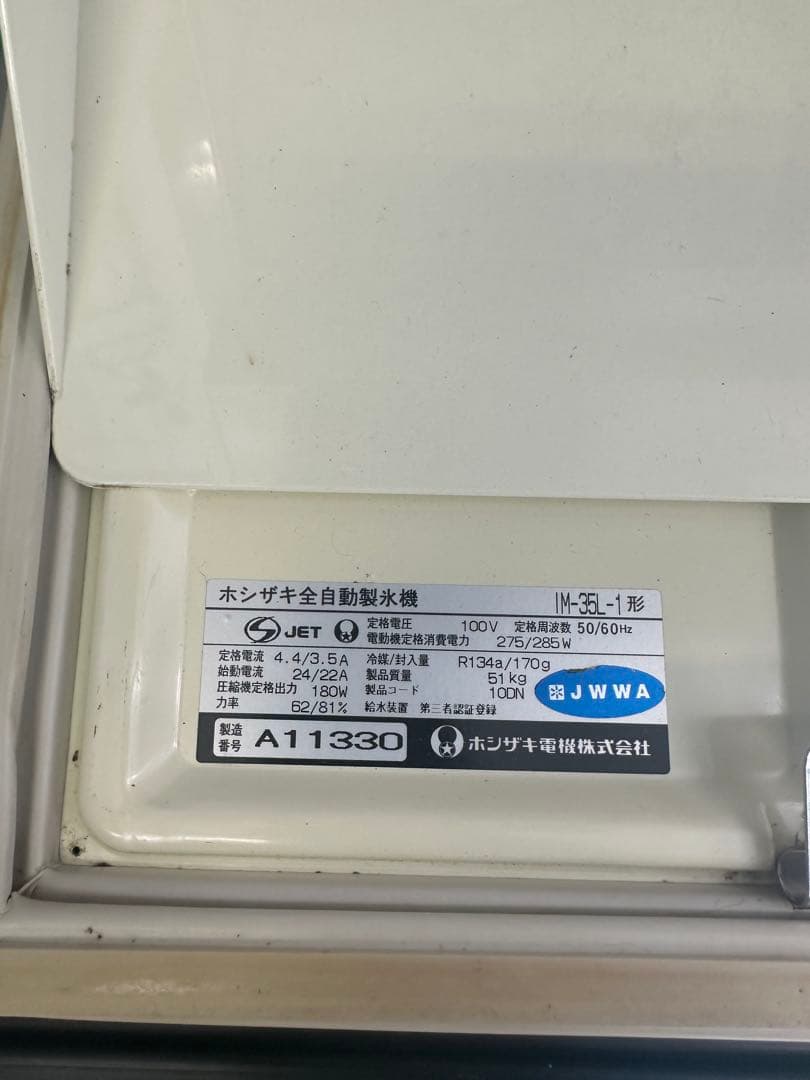 ホシザキ全自動製氷機 IM-35L-1形
JET 定格電圧 100V 定格周波数 50/60Hz
電動機定格消費電力 275/285W
定格電流 4.4/3.5A 冷媒/封入量 R134a/170g
始動電流 24/22A 製品質量 51kg
圧縮機定格出力 180W 製品コード 10DN
力率 62/81% 給水装置 第三者認証登録
JWWA
製造番号 A11330 ホシザキ電機株式会社